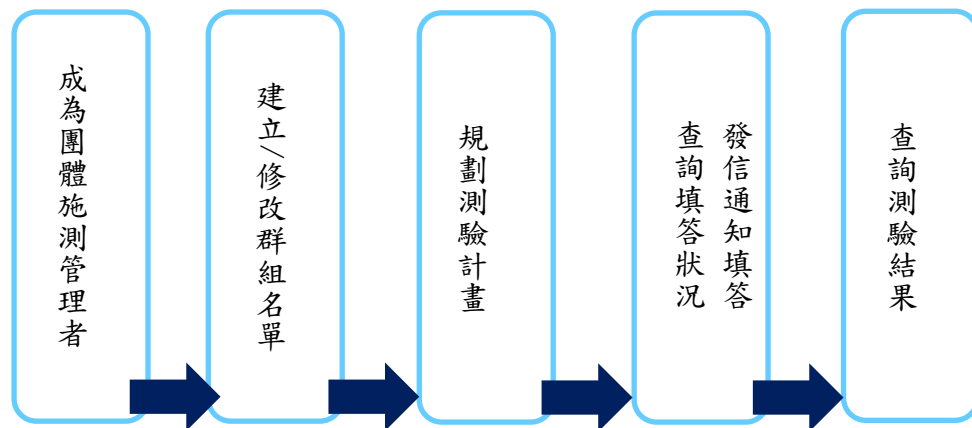 成為團體施測管理者
建立/修改群組名單
規劃測驗計畫
發信通知填答
查詢填答狀況
查詢測驗結果